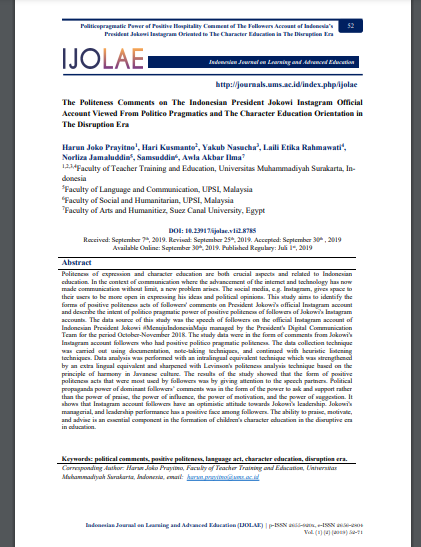 Politicopragmatic Power of Positive Hospitality Comment of The Followers Account of Indonesia's
President Jokowi Instagram Oriented to The Character Education in The Disruption Era
52
IJOLAE
Indonesian Journal on Learning and Advanced Education
http://journals.ums.ac.id/index.php/ijolae
The Politeness Comments on The Indonesian President Jokowi Instagram Official
Account Viewed From Politico Pragmatics and The Character Education Orientation in
The Disruption Era
Harun Joko Prayitno1, Hari Kusmanto2, Yakub Nasucha3, Laili Etika Rahmawati4,
Norliza Jamaluddin5, Samsuddin6, Awla Akbar Ilma7
1,2,3,4Faculty of Teacher Training and Education, Universitas Muhammadiyah Surakarta, In-
donesia
5Faculty of Language and Communication, UPSI, Malaysia
6Faculty of Social and Humanitarian, UPSI, Malaysia
7Faculty of Arts and Humanitiez, Suez Canal University, Egypt
DOI: 10.23917/ijolae.v1i2.8785
Received: September 7th, 2019. Revised: September 25th, 2019. Accepted: September 30th , 2019
Available Online: September 30th, 2019. Published Regulary: Juli 1st, 2019
Abstract
Politeness of expression and character education are both crucial aspects and related to Indonesian
education. In the context of communication where the advancement of the internet and technology has now
made communication without limit, a new problem arises. The social media, e.g. Instagram, gives space to
their users to be more open in expressing his ideas and political opinions. This study aims to identify the
forms of positive politeness acts of followers' comments on President Jokowi's official Instagram account
and describe the intent of politico pragmatic power of positive politeness of followers of Jokowi's Instagram
accounts. The data source of this study was the speech of followers on the official Instagram account of
Indonesian President Jokowi #MenujuIndonesiaMaju managed by the President's Digital Communication
Team for the period October-November 2018. The study data were in the form of comments from Jokowi's
Instagram account followers who had positive politico pragmatic politeness. The data collection technique
was carried out using documentation, note-taking techniques, and continued with heuristic listening
techniques. Data analysis was performed with an intralingual equivalent technique which was strengthened
by an extra lingual equivalent and sharpened with Levinson's politeness analysis technique based on the
principle of harmony in Javanese culture. The results of the study showed that the form of positive
politeness acts that were most used by followers was by giving attention to the speech partners. Political
propaganda power of dominant followers' comments was in the form of the power to ask and support rather
than the power of praise, the power of influence, the power of motivation, and the power of suggestion. It
shows that Instagram account followers have an optimistic attitude towards Jokowi's leadership. Jokowi's
managerial, and leadership performance has a positive face among followers. The ability to praise, motivate,
and advise is an essential component in the formation of children's character education in the disruptive era
in education.
Keywords: political comments, positive politeness, language act, character education, disruption era.
Corresponding Author: Harun Joko Prayitno, Faculty of Teacher Training and Education, Universitas
Muhammadiyah Surakarta, Indonesia, email: harun.prayitno@ums.ac.id
Indonesian Journal on Learning and Advanced Education (IJOLAE) | p-ISSN 2655-920x, e-ISSN 2656-2804
Vol. (1) (2) (2019) 52-71